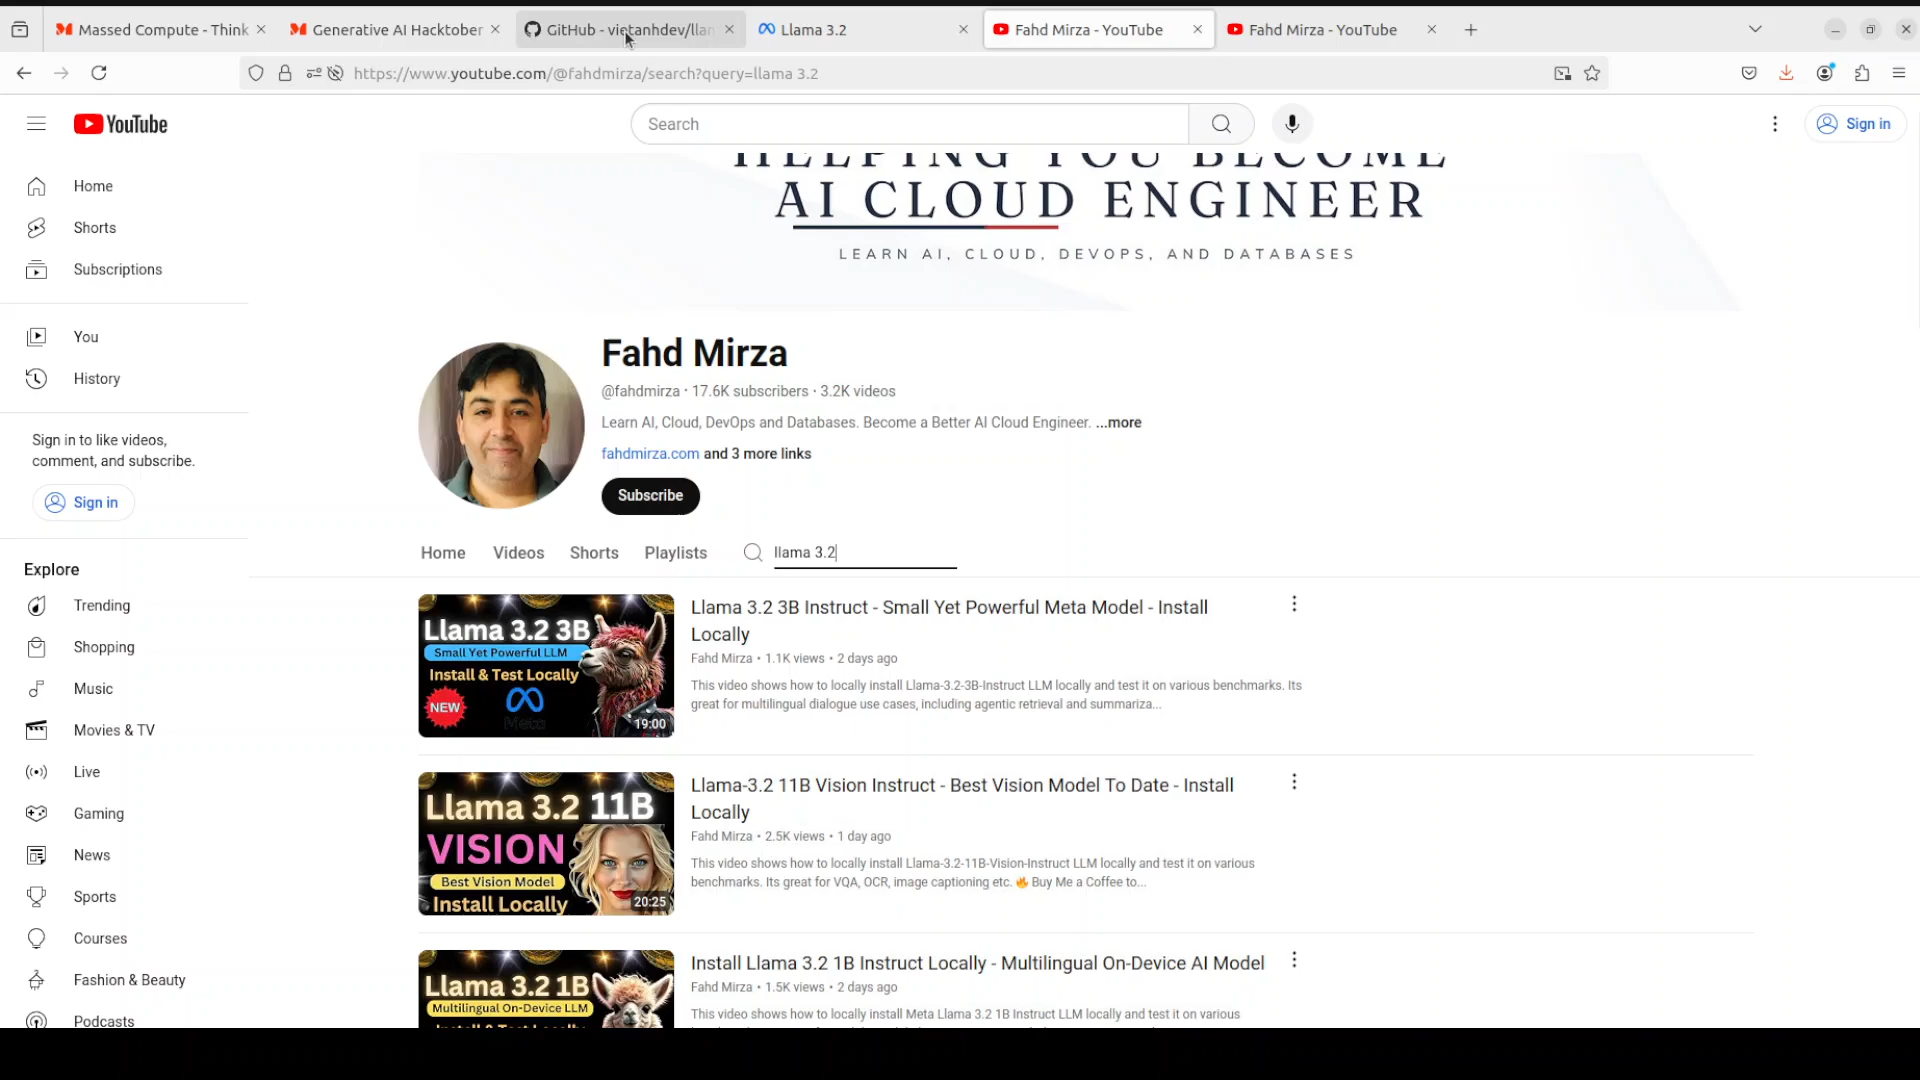 Massed Compute - Think
Generative AI Hacktober
GitHub - vietanhdev/llam
Llama 3.2
Fahd Mirza - YouTube
Fahd Mirza - YouTube
https://www.youtube.com/@fahdmirza/search?query=llama 3.2
YouTube
Search
Sign in
HELPING YOU BECOME
AI CLOUD ENGINEER
LEARN AI, CLOUD, DEVOPS, AND DATABASES
Home
Shorts
Subscriptions
You
History
Sign in to like videos,
comment, and subscribe.
Sign in
Explore
Trending
Shopping
Music
Movies & TV
Live
Gaming
News
Sports
Courses
Fashion & Beauty
Podcasts
Fahd Mirza
@fahdmirza • 17.6K subscribers • 3.2K videos
Learn AI, Cloud, DevOps and Databases. Become a Better AI Cloud Engineer. ...more
fahdmirza.com and 3 more links
Subscribe
Home Videos Shorts Playlists llama 3.2
Llama 3.2 3B
Small Yet Powerful LLM
Install & Test Locally
NEW
Meta
19:00
Llama 3.2 3B Instruct - Small Yet Powerful Meta Model - Install
Locally
Fahd Mirza • 1.1K views • 2 days ago
This video shows how to locally install Llama-3.2-3B-Instruct LLM locally and test it on various benchmarks. Its
great for multilingual dialogue use cases, including agentic retrieval and summariza...
Llama 3.2 11B
VISION
Best Vision Model
Install Locally
20:25
Llama-3.2 11B Vision Instruct - Best Vision Model To Date - Install
Locally
Fahd Mirza • 2.5K views • 1 day ago
This video shows how to locally install Llama-3.2-11B-Vision-Instruct LLM locally and test it on various
benchmarks. Its great for VQA, OCR, image captioning etc. 🔥 Buy Me a Coffee to...
Llama 3.2 1B
Multilingual On-Device LLM
Install & Test Locally
Install Llama 3.2 1B Instruct Locally - Multilingual On-Device AI Model
Fahd Mirza • 1.5K views • 2 days ago
This video shows how to locally install Meta Llama 3.2 1B Instruct LLM locally and test it on various